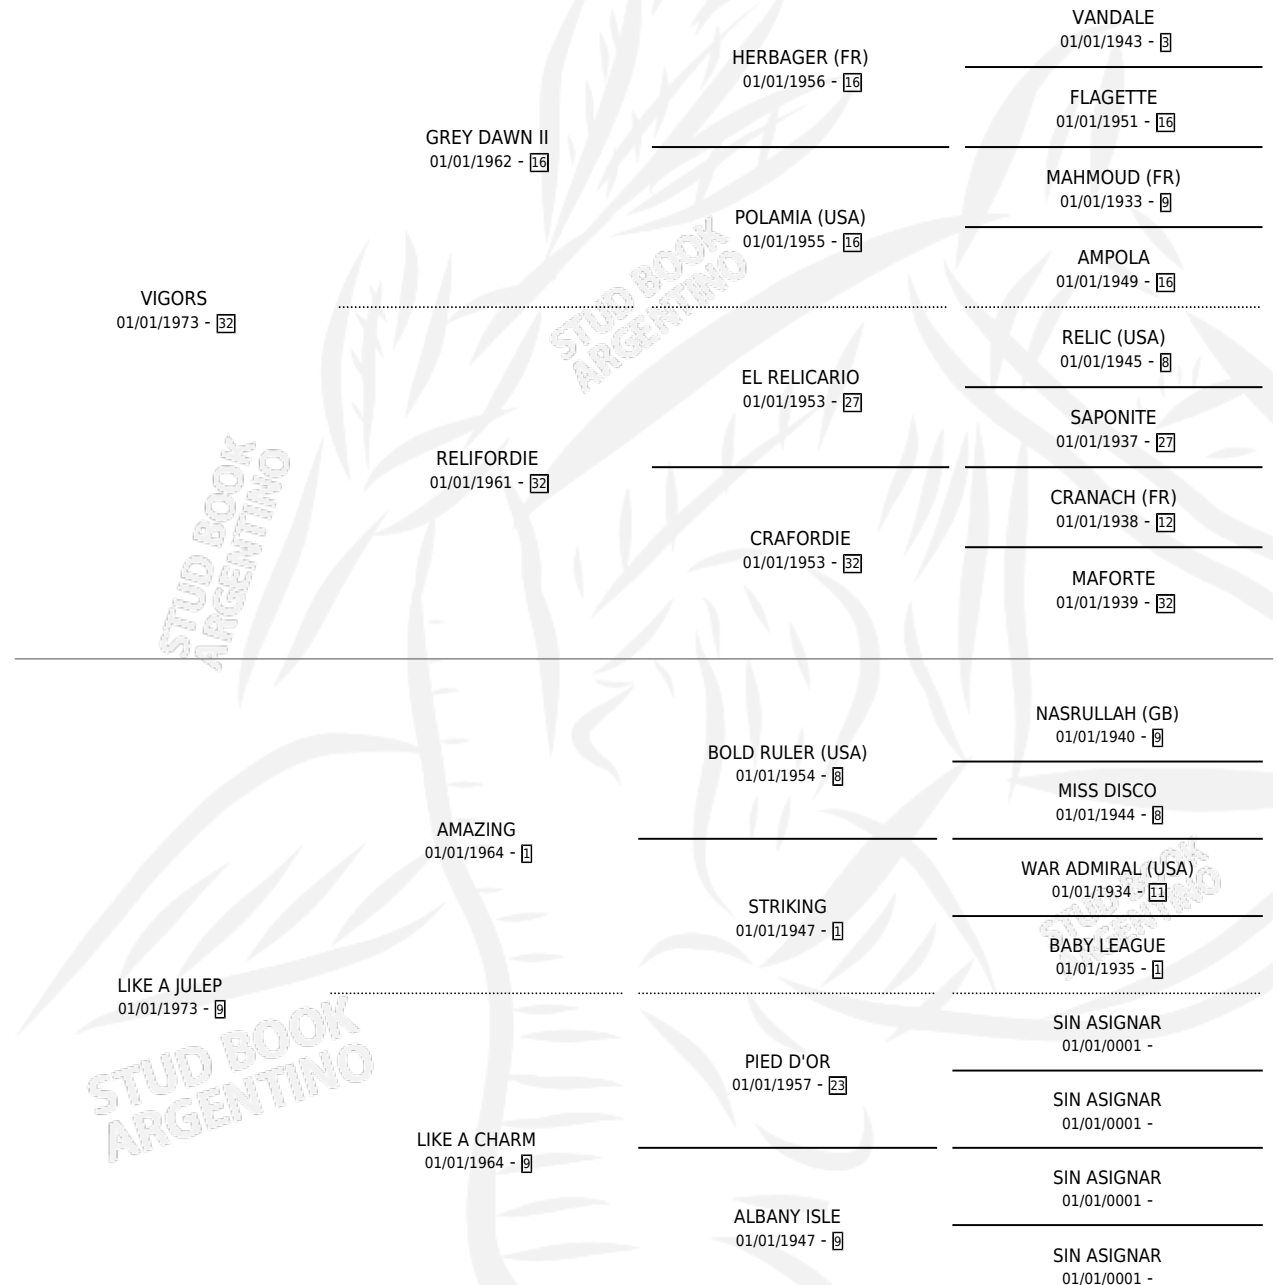 VANDALE
01/01/1943 - 3
HERBAGER (FR)
01/01/1956 - 16
FLAGETTE
01/01/1951 - 16
GREY DAWN II
01/01/1962 - 16
MAHMOUD (FR)
01/01/1933 - 9
POLAMIA (USA)
01/01/1955 - 16
AMPOLA
01/01/1949 - 16
STUD BOOK
ARGENTINO
VIGORS
01/01/1973 - 32
RELIC (USA)
01/01/1945 - 8
EL RELICARIO
01/01/1953 - 27
SAPONITE
01/01/1937 - 27
RELIFORDIE
01/01/1961 - 32
CRANACH (FR)
01/01/1938 - 12
CRAFORDIE
01/01/1953 - 32
MAFORTE
01/01/1939 - 32
STUD BOOK
ARGENTINO
NASRULLAH (GB)
01/01/1940 - 9
BOLD RULER (USA)
01/01/1954 - 8
MISS DISCO
01/01/1944 - 8
AMAZING
01/01/1964 - 1
WAR ADMIRAL (USA)
01/01/1934 - 11
STRIKING
01/01/1947 - 1
BABY LEAGUE
01/01/1935 - 1
STUD BOOK
ARGENTINO
LIKE A JULEP
01/01/1973 - 9
SIN ASIGNAR
01/01/0001 -
PIED D'OR
01/01/1957 - 23
SIN ASIGNAR
01/01/0001 -
STUD BOOK
ARGENTINO
LIKE A CHARM
01/01/1964 - 9
SIN ASIGNAR
01/01/0001 -
ALBANY ISLE
01/01/1947 - 9
SIN ASIGNAR
01/01/0001 -